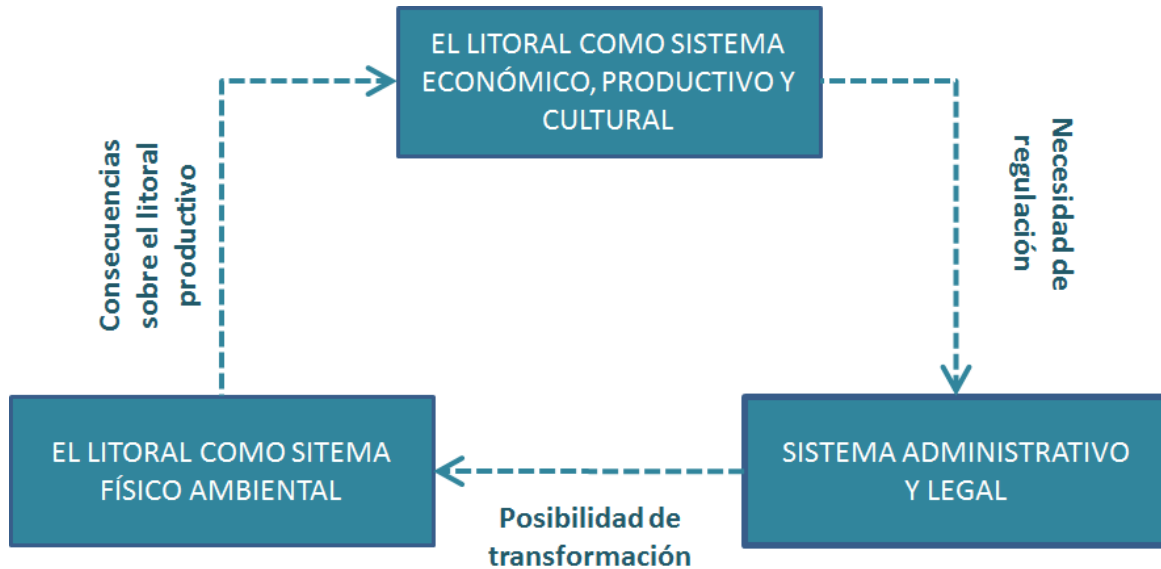 EL LITORAL COMO SISTEMA
ECONÓMICO, PRODUCTIVO Y
CULTURAL
Consecuencias
sobre el litoral
productivo
Necesidad de
regulación
EL LITORAL COMO SITEMA
FÍSICO AMBIENTAL
SISTEMA ADMINISTRATIVO
Y LEGAL
Posibilidad de
transformación